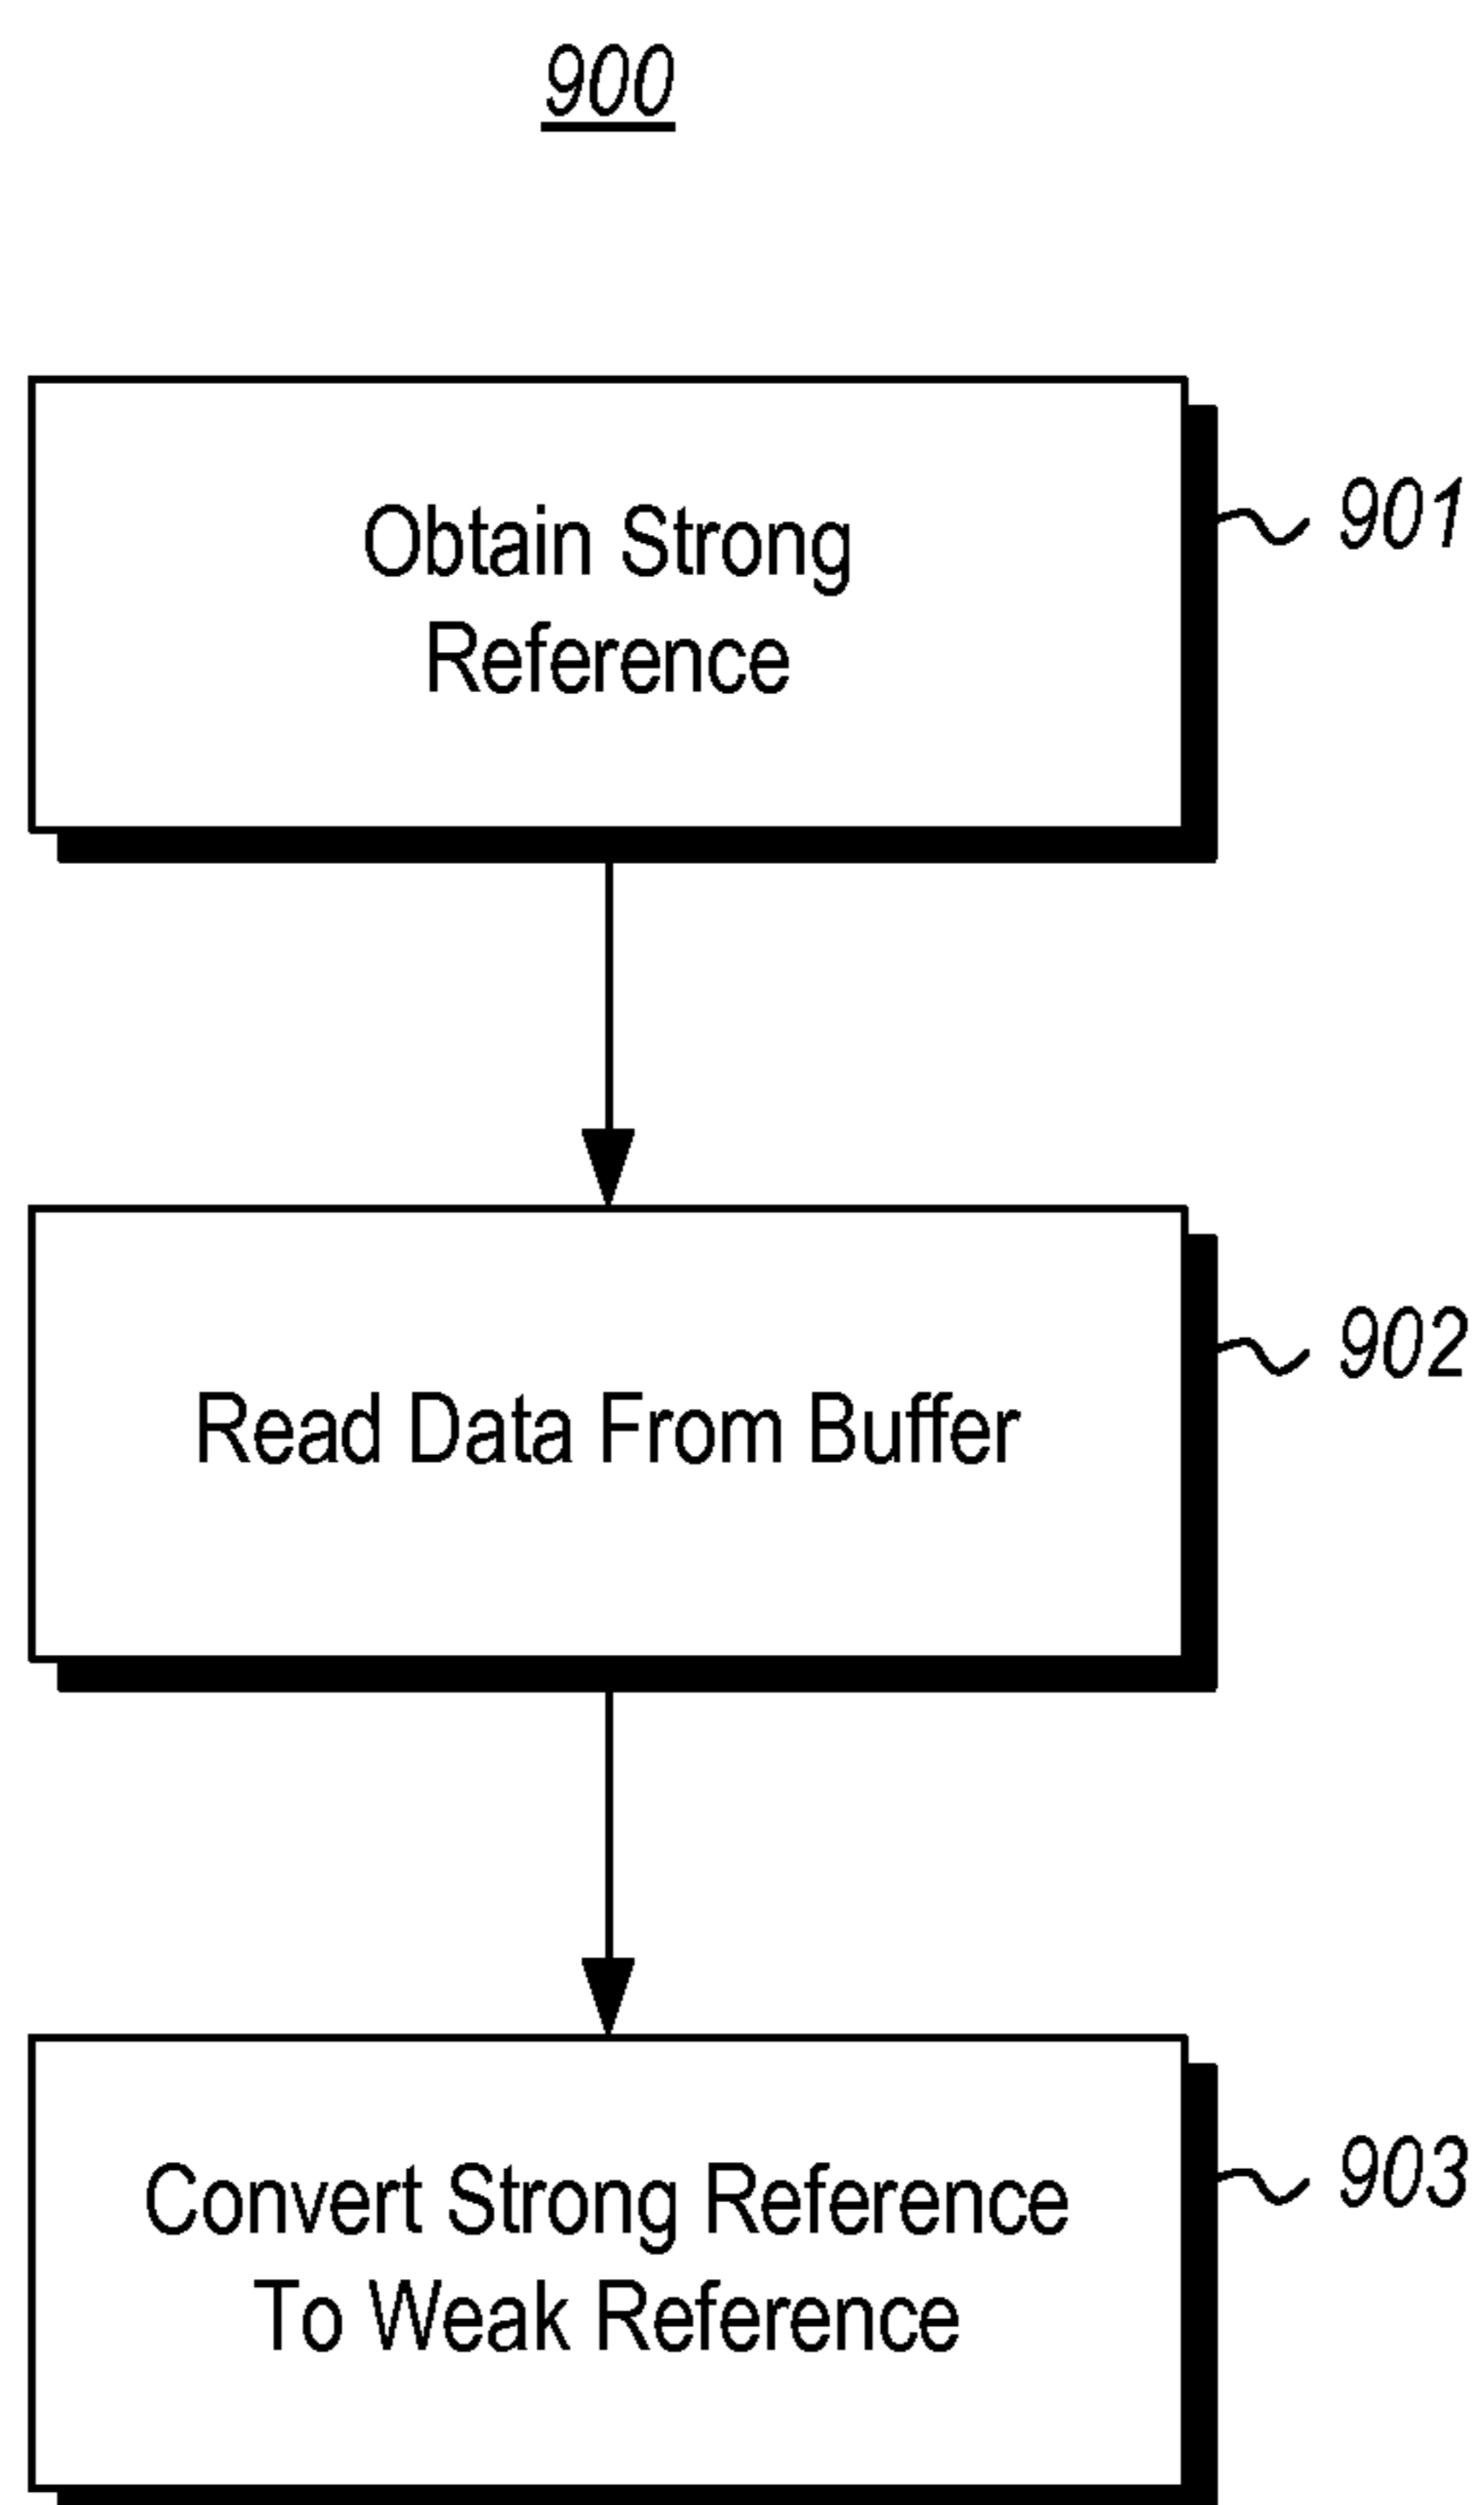 900
Obtain Strong
Reference
901
Read Data From Buffer
902
Convert Strong Reference
To Weak Reference
903